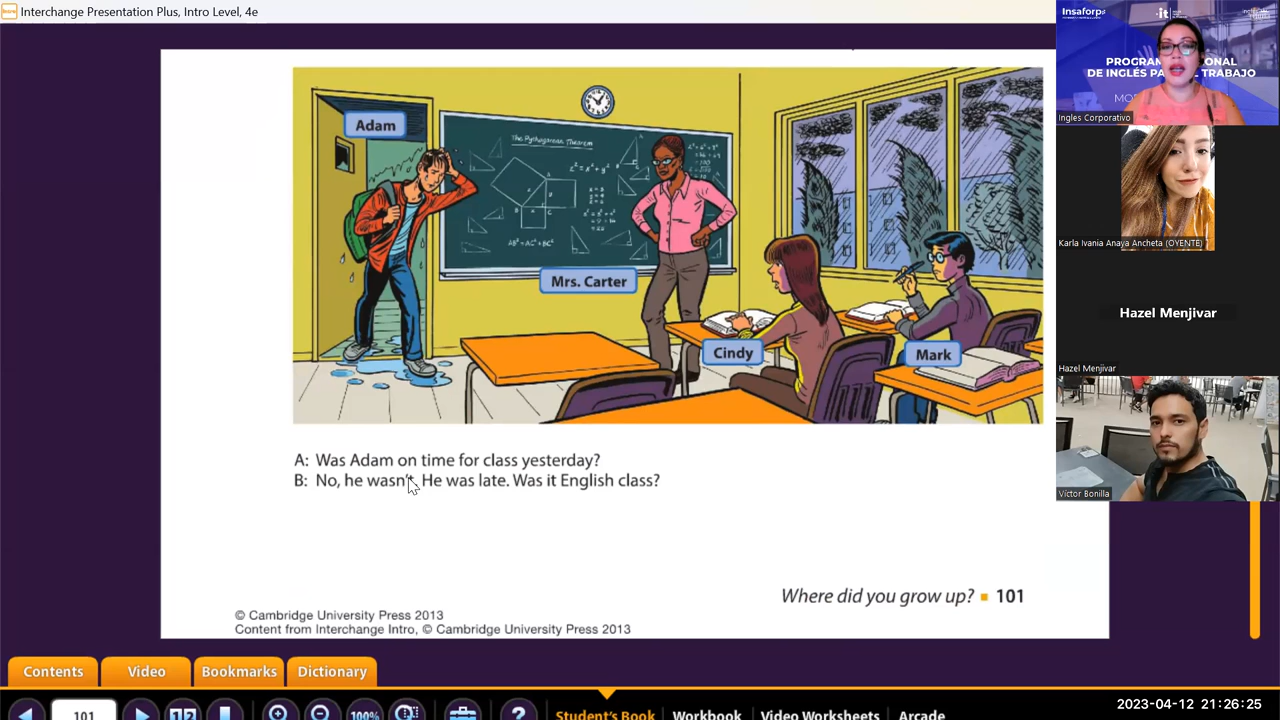 Interchange Presentation Plus, Intro Level, 4e
Adam
The Pythagorean Theorem
Mrs. Carter
Cindy
Mark
A: Was Adam on time for class yesterday?
B: No, he wasn't. He was late. Was it English class?
Where did you grow up? ■ 101
© Cambridge University Press 2013
Content from Interchange Intro, © Cambridge University Press 2013
Contents
Video
Bookmarks
Dictionary
101
100%
Student's Book
Workbook
Video Worksheets
Arcade
Insaforp
it
DE INGLÉS PA
TRABAJO
Ingles Corporativo
Karla Ivania Anaya Ancheta (OYENTE)
Hazel Menjivar
Hazel Menjivar
Víctor Bonilla
2023-04-12 21:26:25